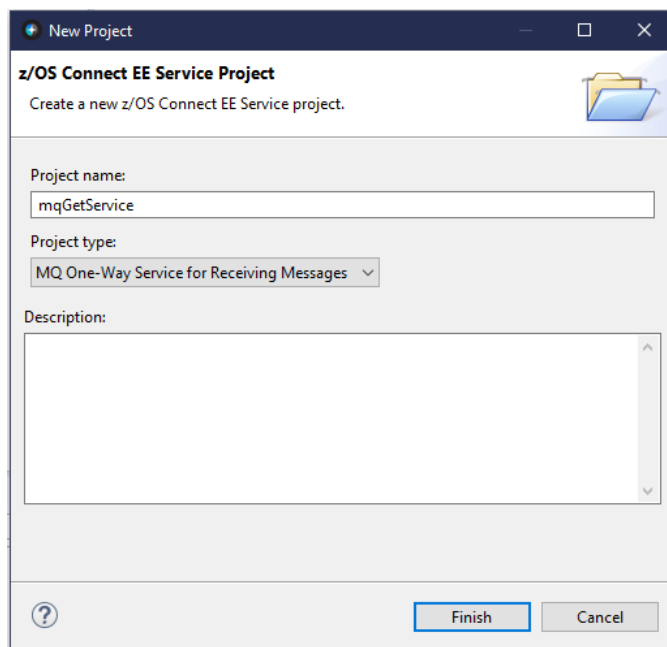 New Project
z/OS Connect EE Service Project
Create a new z/OS Connect EE Service project.
Project name:
mqGetService
Project type:
MQ One-Way Service for Receiving Messages
Description:
?
Finish
Cancel